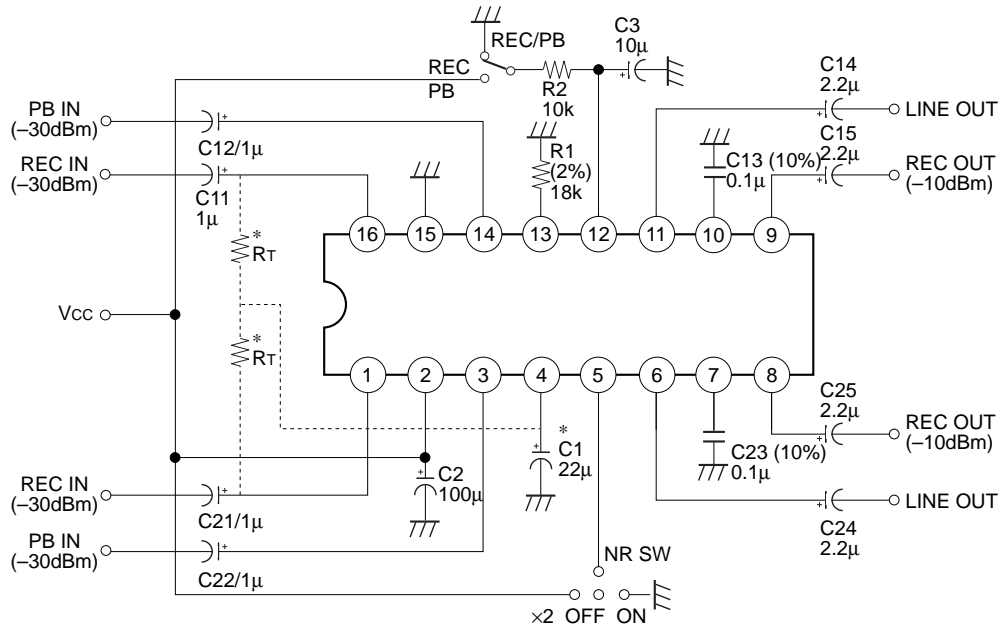 C3
10µ
REC/PB
REC
PB
R2
10k
C14
2.2µ
LINE OUT
PB IN
(–30dBm)
C12/1µ
REC IN
(–30dBm)
C11
1µ
R1
(2%)
18k
C13 (10%)
0.1µ
C15
2.2µ
REC OUT
(–10dBm)
*
RT
16
15
14
13
12
11
10
9
VCC
*
RT
1
2
3
4
5
6
7
8
C25
2.2µ
REC OUT
(–10dBm)
*
C1
22µ
C2
100µ
C23 (10%)
0.1µ
REC IN
(–30dBm)
C21/1µ
LINE OUT
C24
2.2µ
PB IN
(–30dBm)
C22/1µ
NR SW
×2 OFF ON